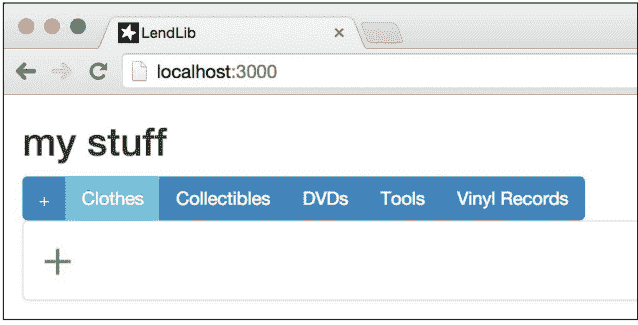 LendLib
localhost:3000
my stuff
+ Clothes Collectibles DVDs Tools Vinyl Records
+